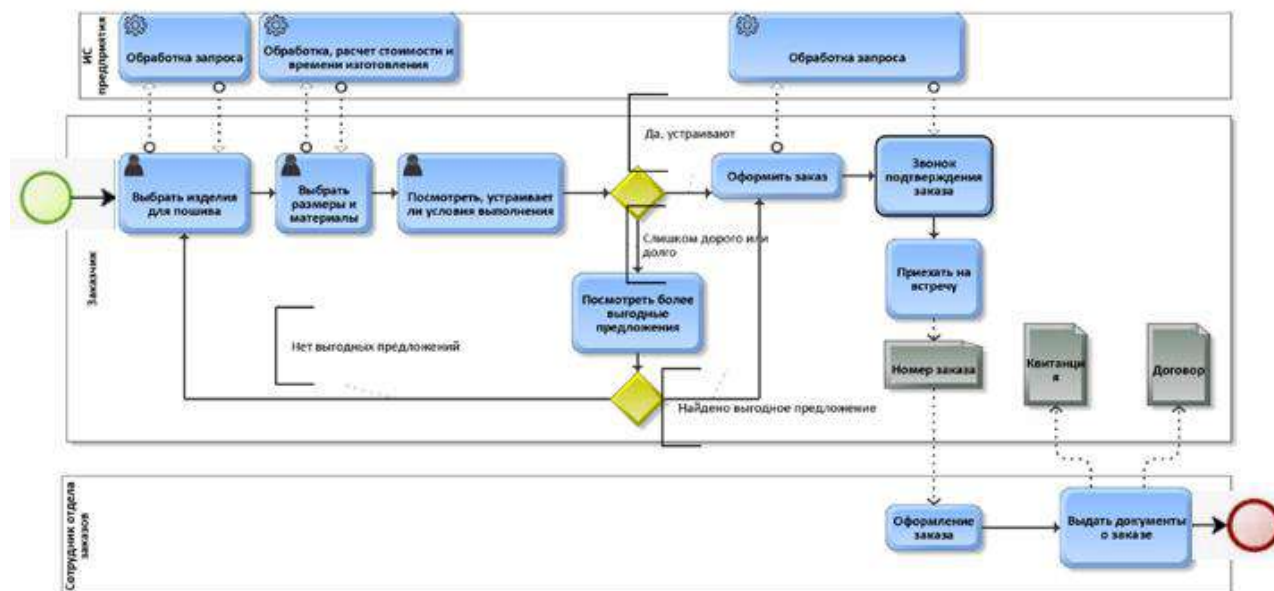 ИС
предприятия
Обработка запроса
Обработка, расчет стоимости и
времени изготовления
Обработка запроса
Заказчик
Выбрать изделия
для пошива
Выбрать
размеры и
материалы
Посмотреть, устраивает
ли условия выполнения
Да, устраивают
Оформить заказ
Звонок
подтверждения
заказа
Слишком дорого или
долго
Приехать на
встречу
Посмотреть более
выгодные
предложения
Нет выгодных предложений
Номер заказа
Квитанци
я
Договор
Найдено выгодное предложение
Сотрудник отдела
заказов
Оформление
заказа
Выдать документы
о заказе